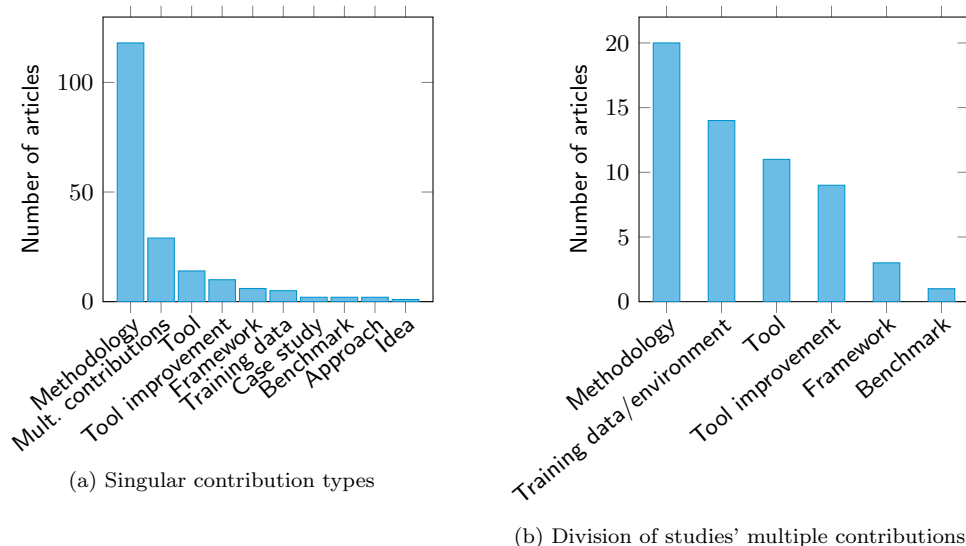 100
50
0
Number of articles
Methodology
Mult. contributions
Tool
Tool improvement
Framework
Training data
Case study
Benchmark
Approach
Idea
(a) Singular contribution types
20
15
10
5
0
Number of articles
Methodology
Training data/environment
Tool
Tool improvement
Framework
Benchmark
(b) Division of studies’ multiple contributions